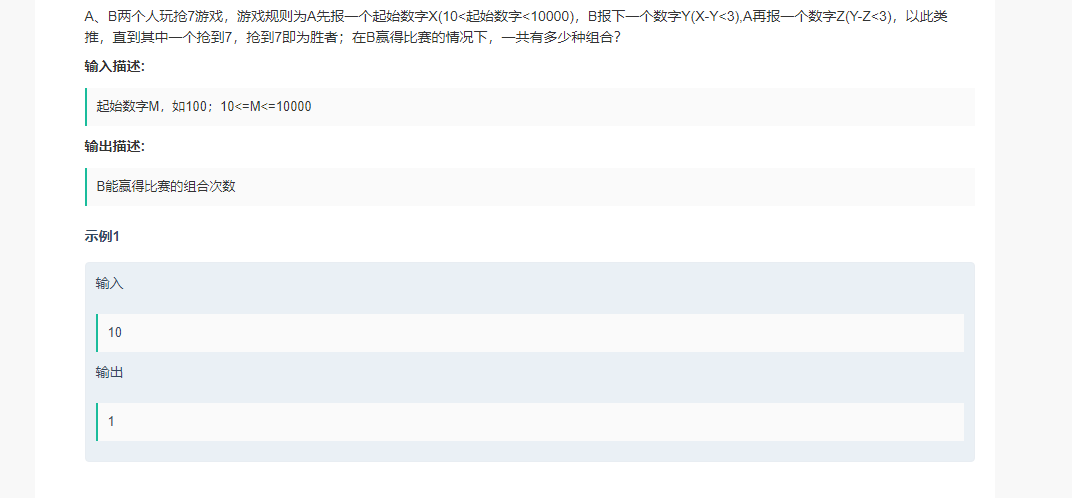 A、B两个人玩抢7游戏，游戏规则为A先报一个起始数字X(10<起始数字<10000)，B报下一个数字Y(X-Y<3),A再报一个数字Z(Y-Z<3)，以此类
推，直到其中一个抢到7，抢到7即为胜者；在B赢得比赛的情况下，一共有多少种组合？
输入描述:
起始数字M，如100；10<=M<=10000
输出描述:
B能赢得比赛的组合次数
示例1
输入
10
输出
1